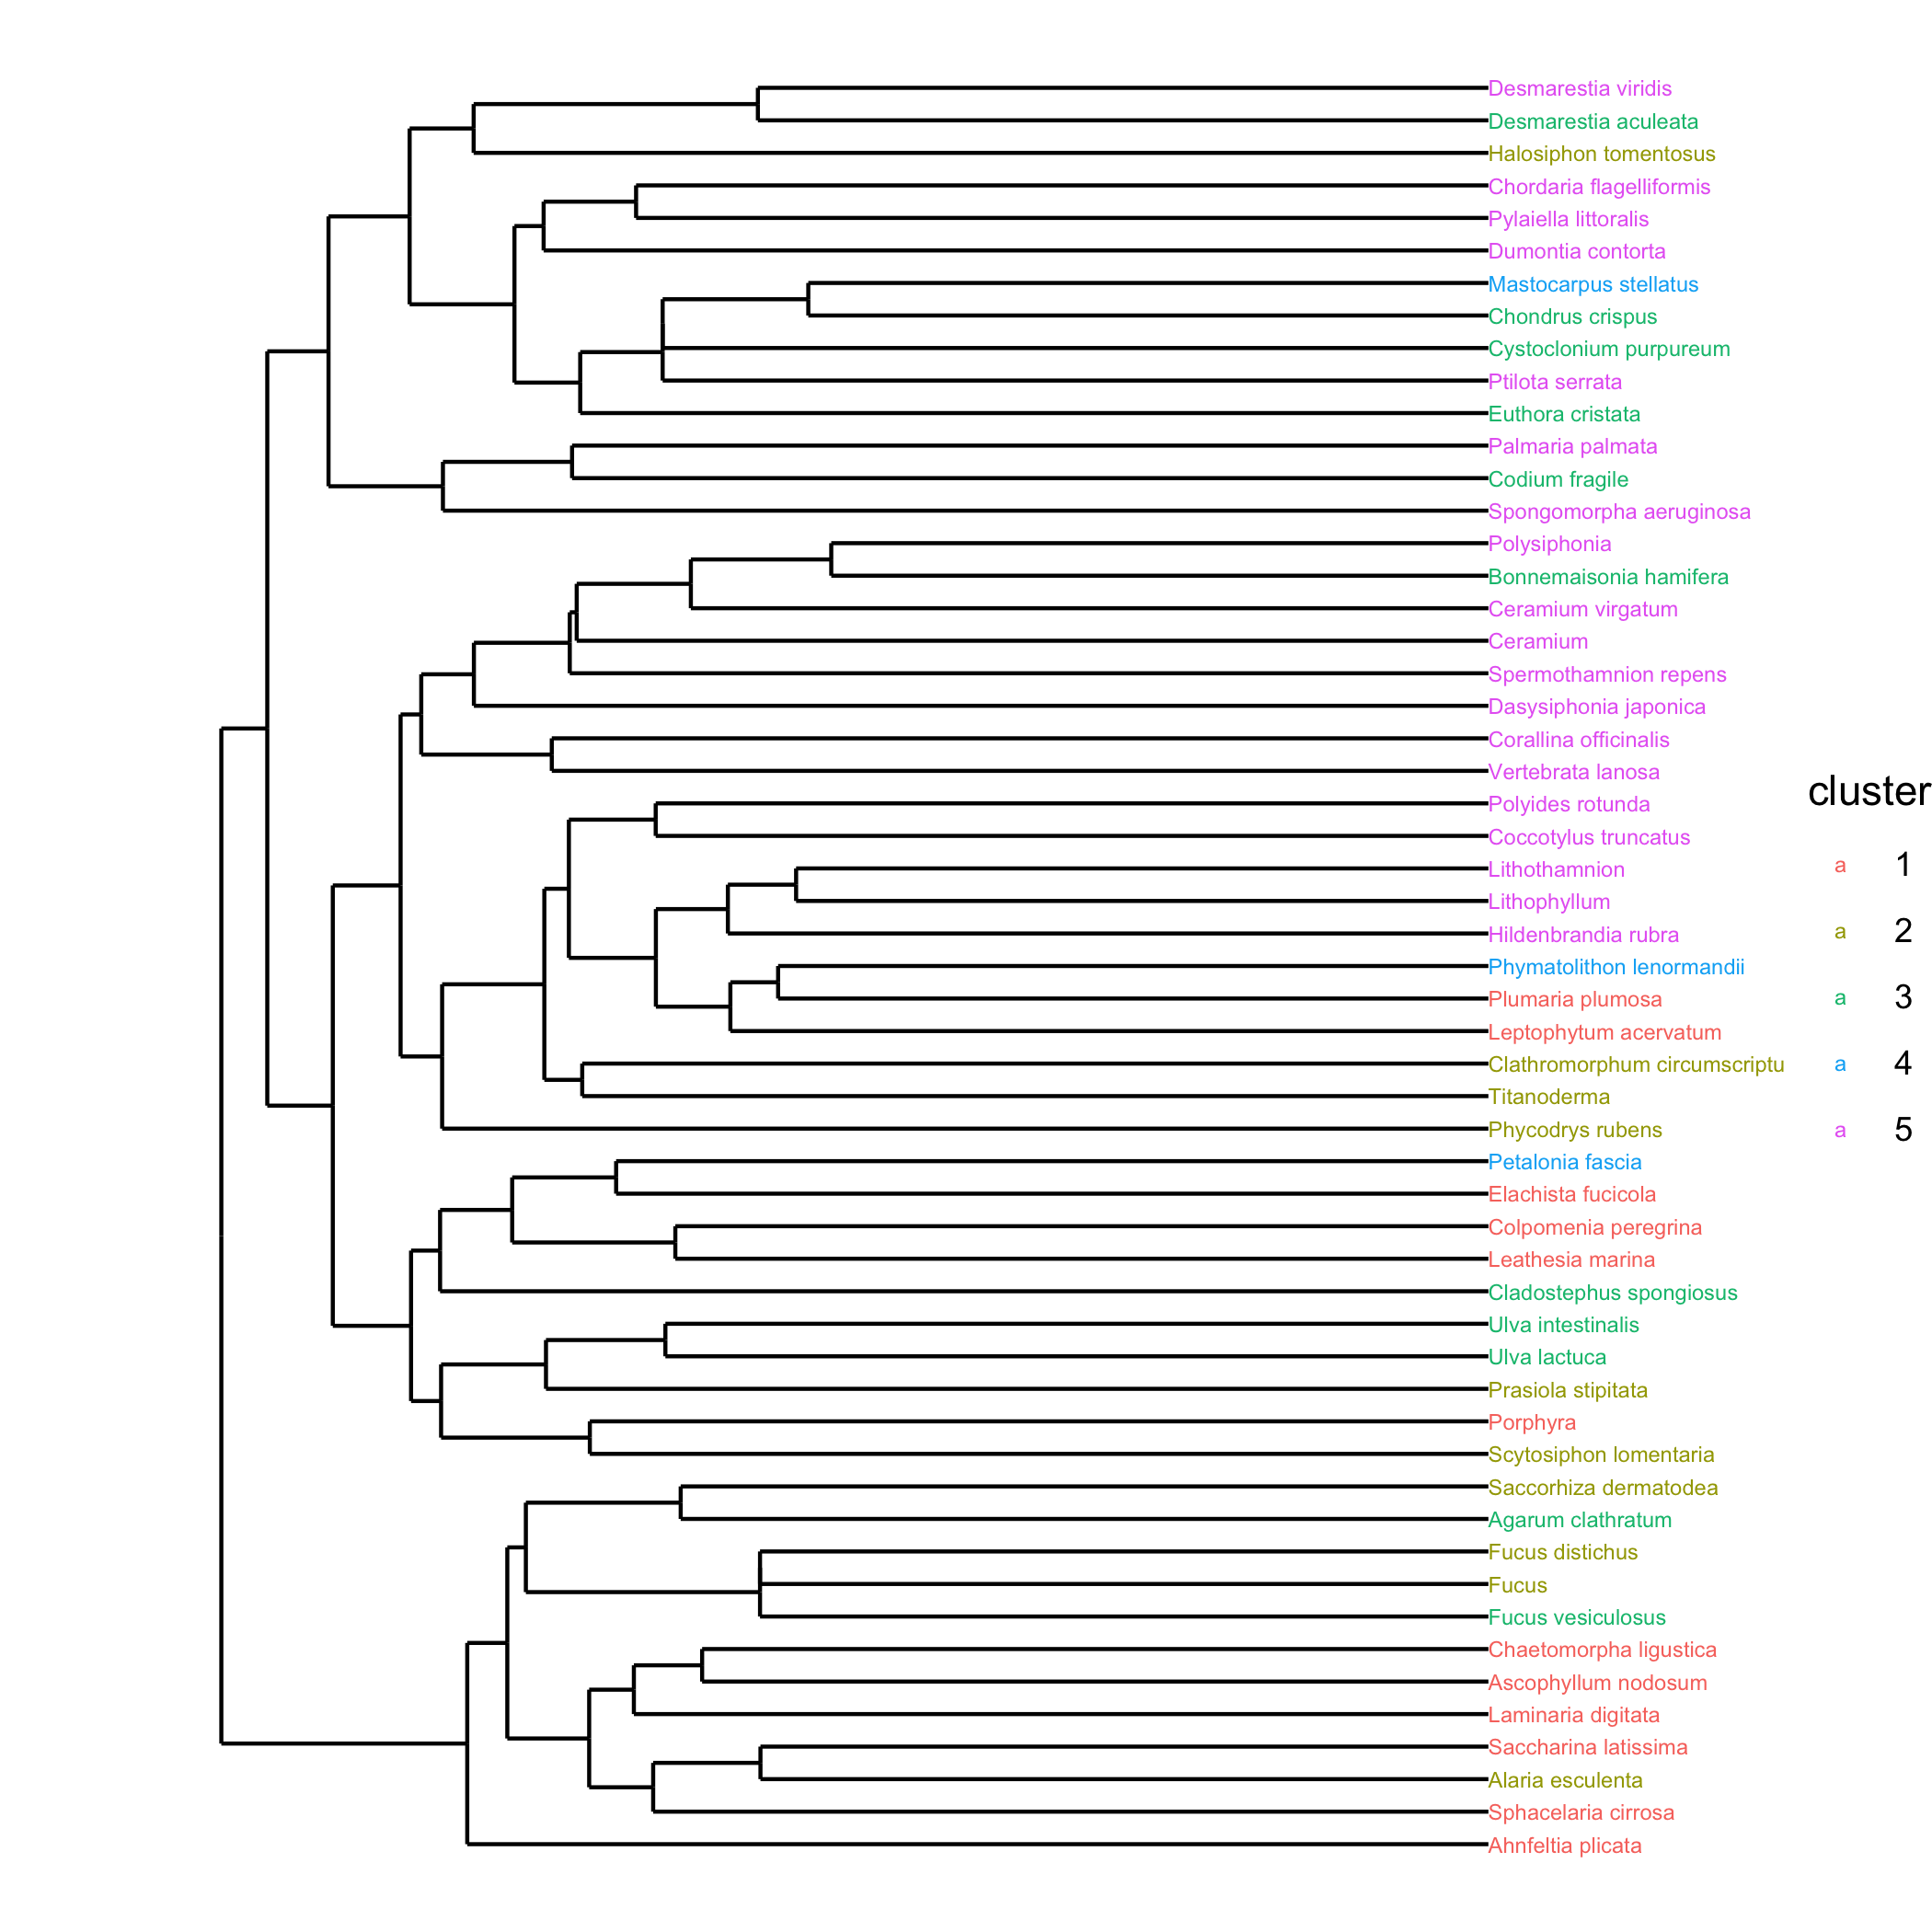 Desmarestia viridis
Desmarestia aculeata
Halosiphon tomentosus
Chordaria flagelliformis
Pylaiella littoralis
Dumontia contorta
Mastocarpus stellatus
Chondrus crispus
Cystoclonium purpureum
Ptilota serrata
Euthora cristata
Palmaria palmata
Codium fragile
Spongomorpha aeruginosa
Polysiphonia
Bonnemaisonia hamifera
Ceramium virgatum
Ceramium
Spermothamnion repens
Dasysiphonia japonica
Corallina officinalis
Vertebrata lanosa
Polyides rotunda
Coccotylus truncatus
Lithothamnion
Lithophyllum
Hildenbrandia rubra
Phymatolithon lenormandii
Plumaria plumosa
Leptophytum acervatum
Clathromorphum circumscriptu
Titanoderma
Phycodrys rubens
Petalonia fascia
Elachista fucicola
Colpomenia peregrina
Leathesia marina
Cladostephus spongiosus
Ulva intestinalis
Ulva lactuca
Prasiola stipitata
Porphyra
Scytosiphon lomentaria
Saccorhiza dermatodea
Agarum clathratum
Fucus distichus
Fucus
Fucus vesiculosus
Chaetomorpha ligustica
Ascophyllum nodosum
Laminaria digitata
Saccharina latissima
Alaria esculenta
Sphacelaria cirrosa
Ahnfeltia plicata
cluster
a 1
a 2
a 3
a 4
a 5